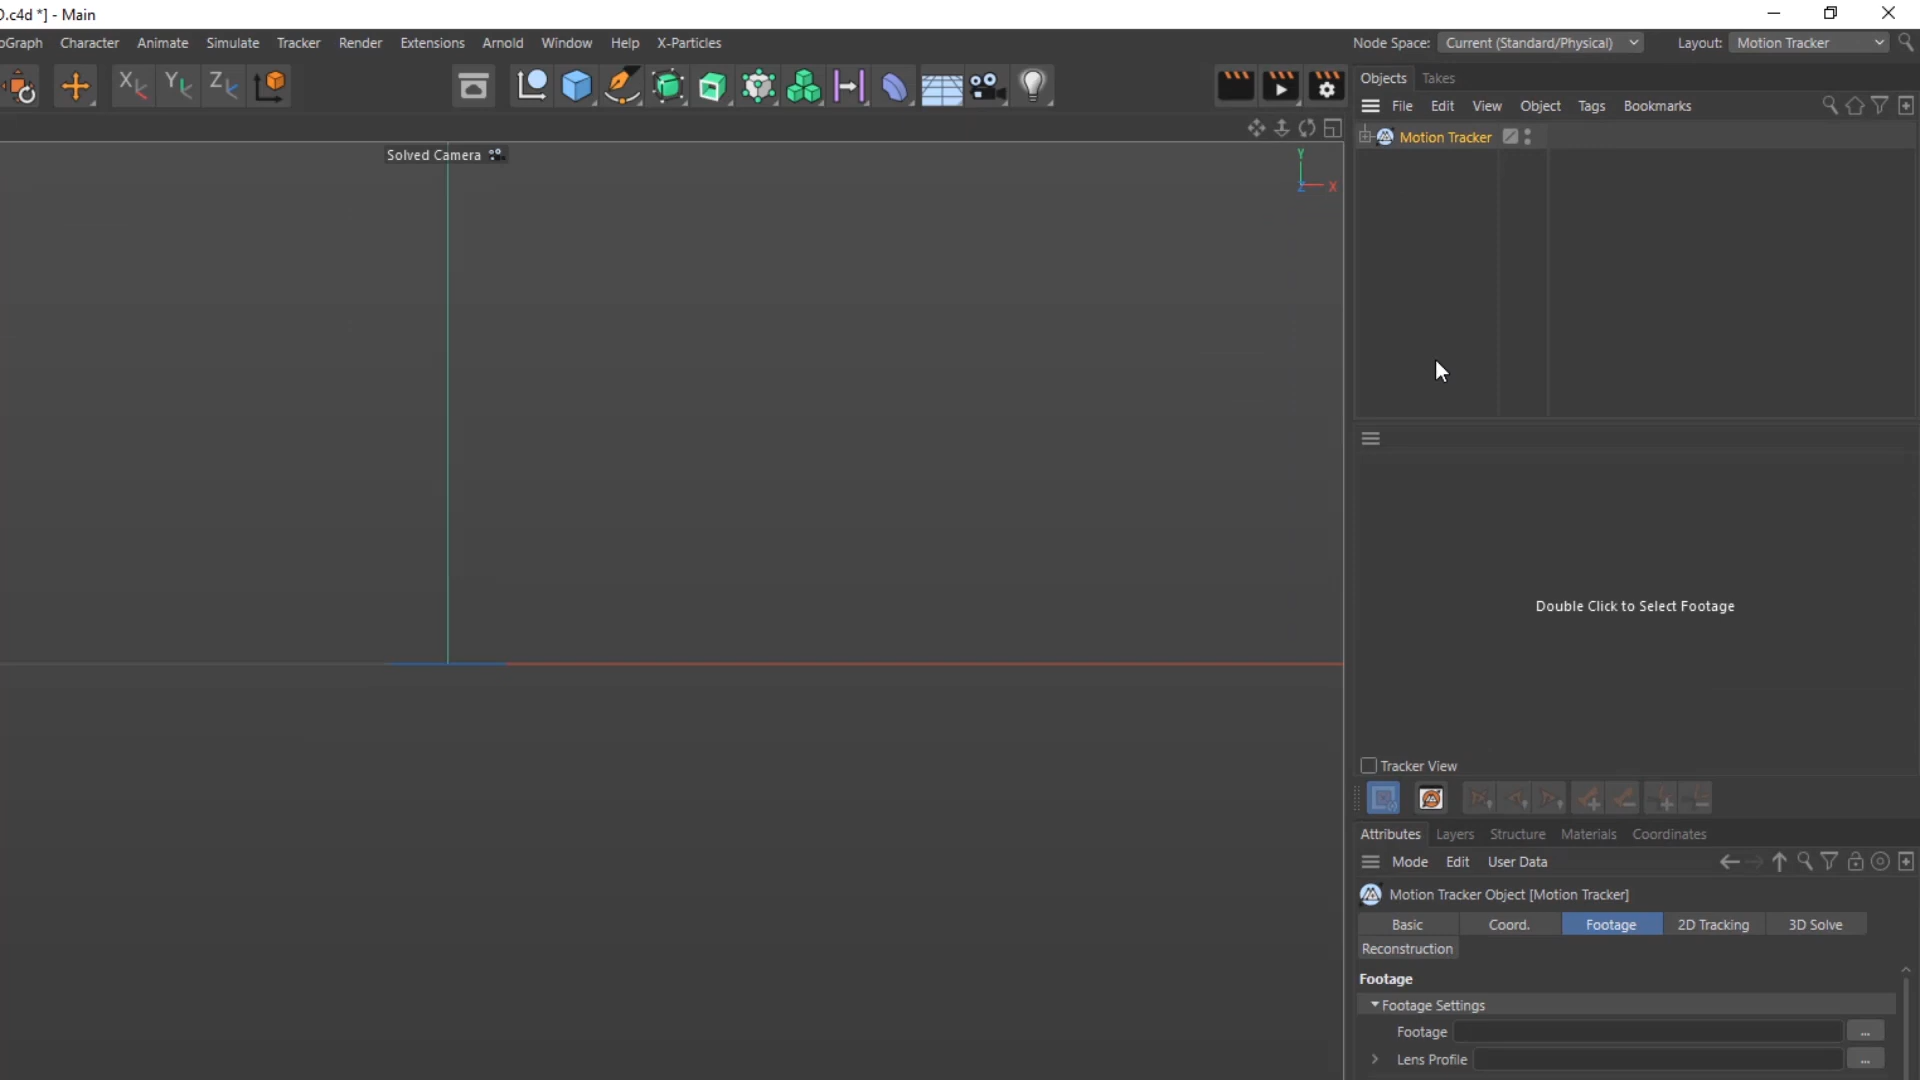 D.c4d *] - Main
oGraph Character Animate Simulate Tracker Render Extensions Arnold Window Help X-Particles
Node Space: Current (Standard/Physical) Layout: Motion Tracker
X Y Z
Objects Takes
File Edit View Object Tags Bookmarks
Motion Tracker
Solved Camera
Y
Z X
Double Click to Select Footage
Tracker View
Attributes Layers Structure Materials Coordinates
Mode Edit User Data
Motion Tracker Object [Motion Tracker]
Basic Coord. Footage 2D Tracking 3D Solve
Reconstruction
Footage
Footage Settings
Footage ...
Lens Profile ...